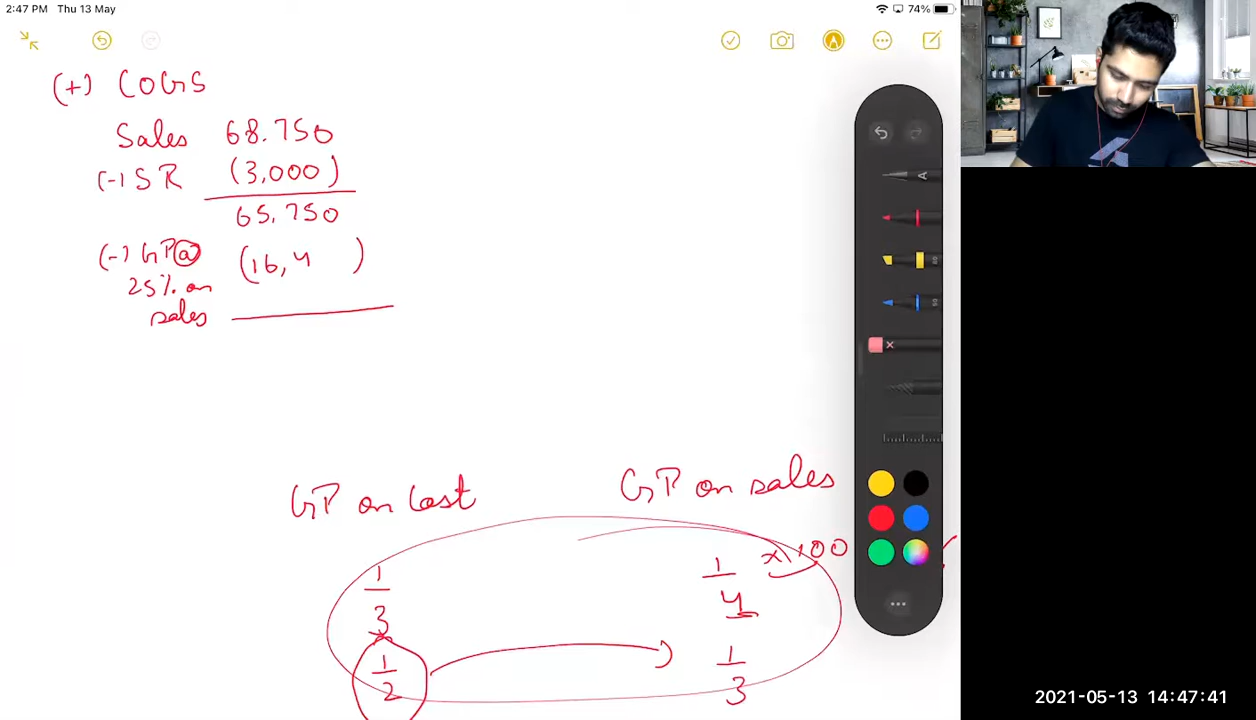 2:47 PM Thu 13 May 74%
(+) COGS
Sales 68.750
(-) SR (3,000)
65.750
(-) GP@ (16,4 )
25% on
sales
GP on Cost GP on sales
1/3 1/4 x100
1/2 1/3
A
80
50
2021-05-13 14:47:41